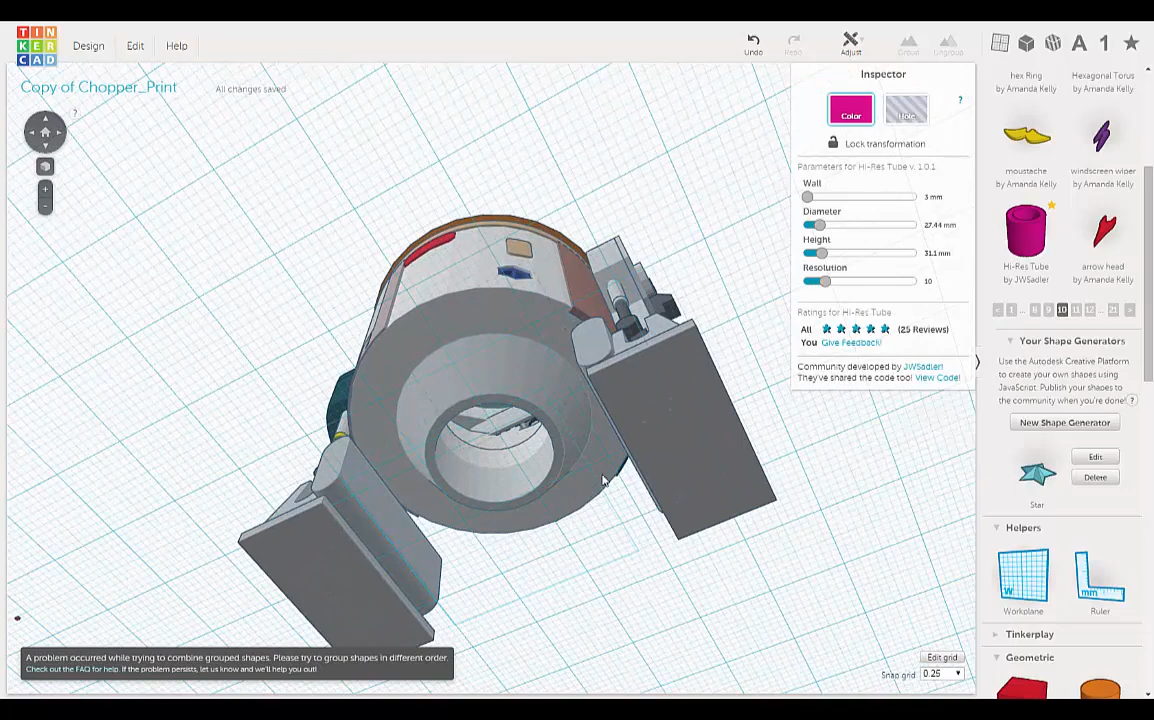 TIN
KER
CAD
Design
Edit
Help
Undo
Redo
Adjust
Group
Ungroup
Copy of Chopper_Print
All changes saved
?
Inspector
Color
Hole
?
Lock transformation
Parameters for Hi-Res Tube v. 1.0.1
Wall
3 mm
Diameter
27.44 mm
Height
31.1 mm
Resolution
10
Ratings for Hi-Res Tube
All
(25 Reviews)
You Give Feedback!
Community developed by JWSadler!
They've shared the code too! View Code!
hex Ring
by Amanda Kelly
Hexagonal Torus
by Amanda Kelly
moustache
by Amanda Kelly
windscreen wiper
by Amanda Kelly
Hi-Res Tube
by JWSadler
arrow head
by Amanda Kelly
< 1 ... 8 9 10 11 12 ... 21 >
Your Shape Generators
Use the Autodesk Creative Platform
to create your own shapes using
JavaScript. Publish your shapes to
the community when you're done! ?
New Shape Generator
Edit
Delete
Star
Helpers
W
mm
Workplane
Ruler
Tinkerplay
Geometric
A problem occurred while trying to combine grouped shapes. Please try to group shapes in different order.
Check out the FAQ for help. If the problem persists, let us know and we'll help you out!
Edit grid
Snap grid 0.25